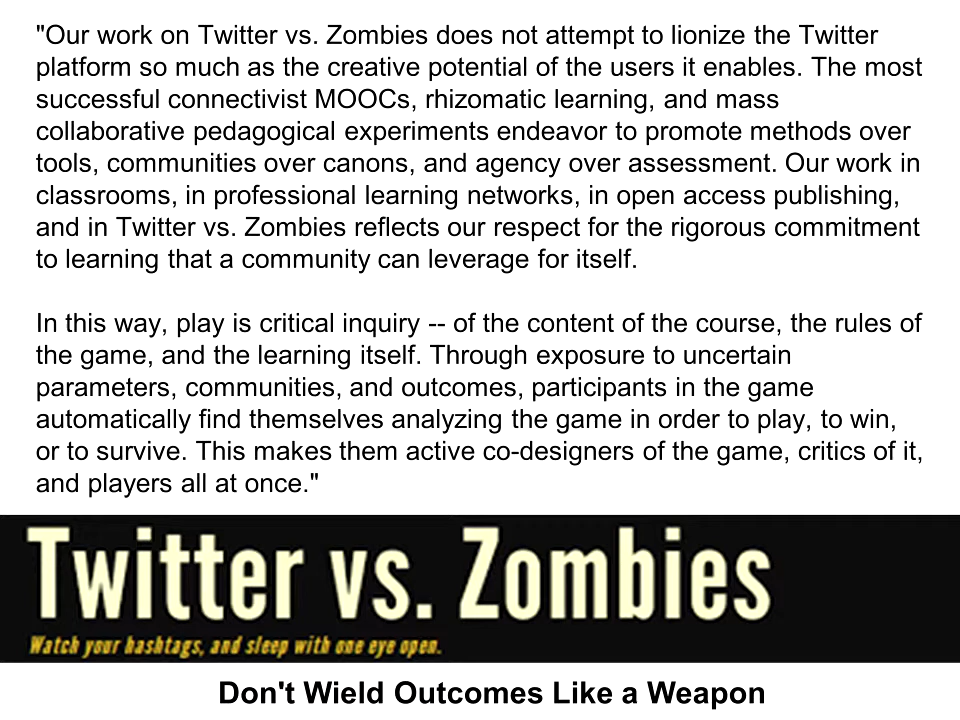 "Our work on Twitter vs. Zombies does not attempt to lionize the Twitter
platform so much as the creative potential of the users it enables. The most
successful connectivist MOOCs, rhizomatic learning, and mass
collaborative pedagogical experiments endeavor to promote methods over
tools, communities over canons, and agency over assessment. Our work in
classrooms, in professional learning networks, in open access publishing,
and in Twitter vs. Zombies reflects our respect for the rigorous commitment
to learning that a community can leverage for itself.
In this way, play is critical inquiry -- of the content of the course, the rules of
the game, and the learning itself. Through exposure to uncertain
parameters, communities, and outcomes, participants in the game
automatically find themselves analyzing the game in order to play, to win,
or to survive. This makes them active co-designers of the game, critics of it,
and players all at once."
Twitter vs. Zombies
Watch your hashtags, and sleep with one eye open.
Don't Wield Outcomes Like a Weapon